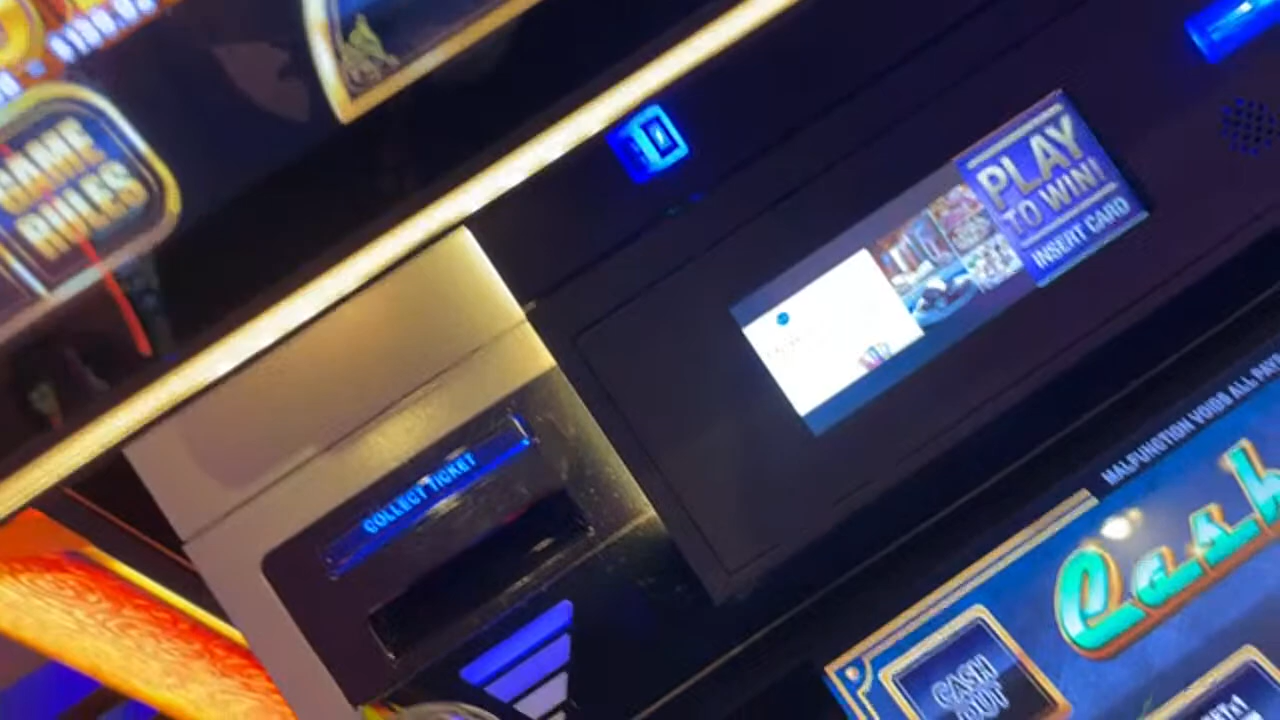 GAME
RULES
PLAY
TO WIN!
INSERT CARD
COLLECT TICKET
MALFUNCTION VOIDS ALL PAYS
Cash
CASH
OUT